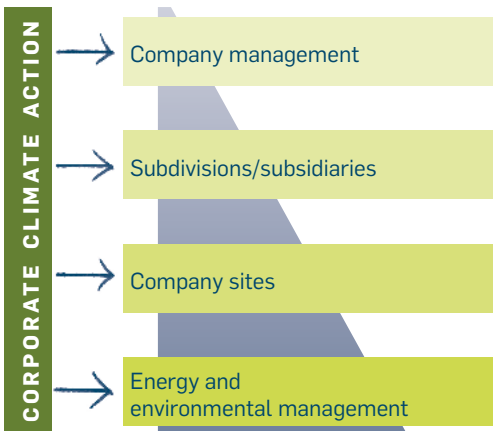 CORPORATE CLIMATE ACTION
Company management
Subdivisions/subsidiaries
Company sites
Energy and
environmental management